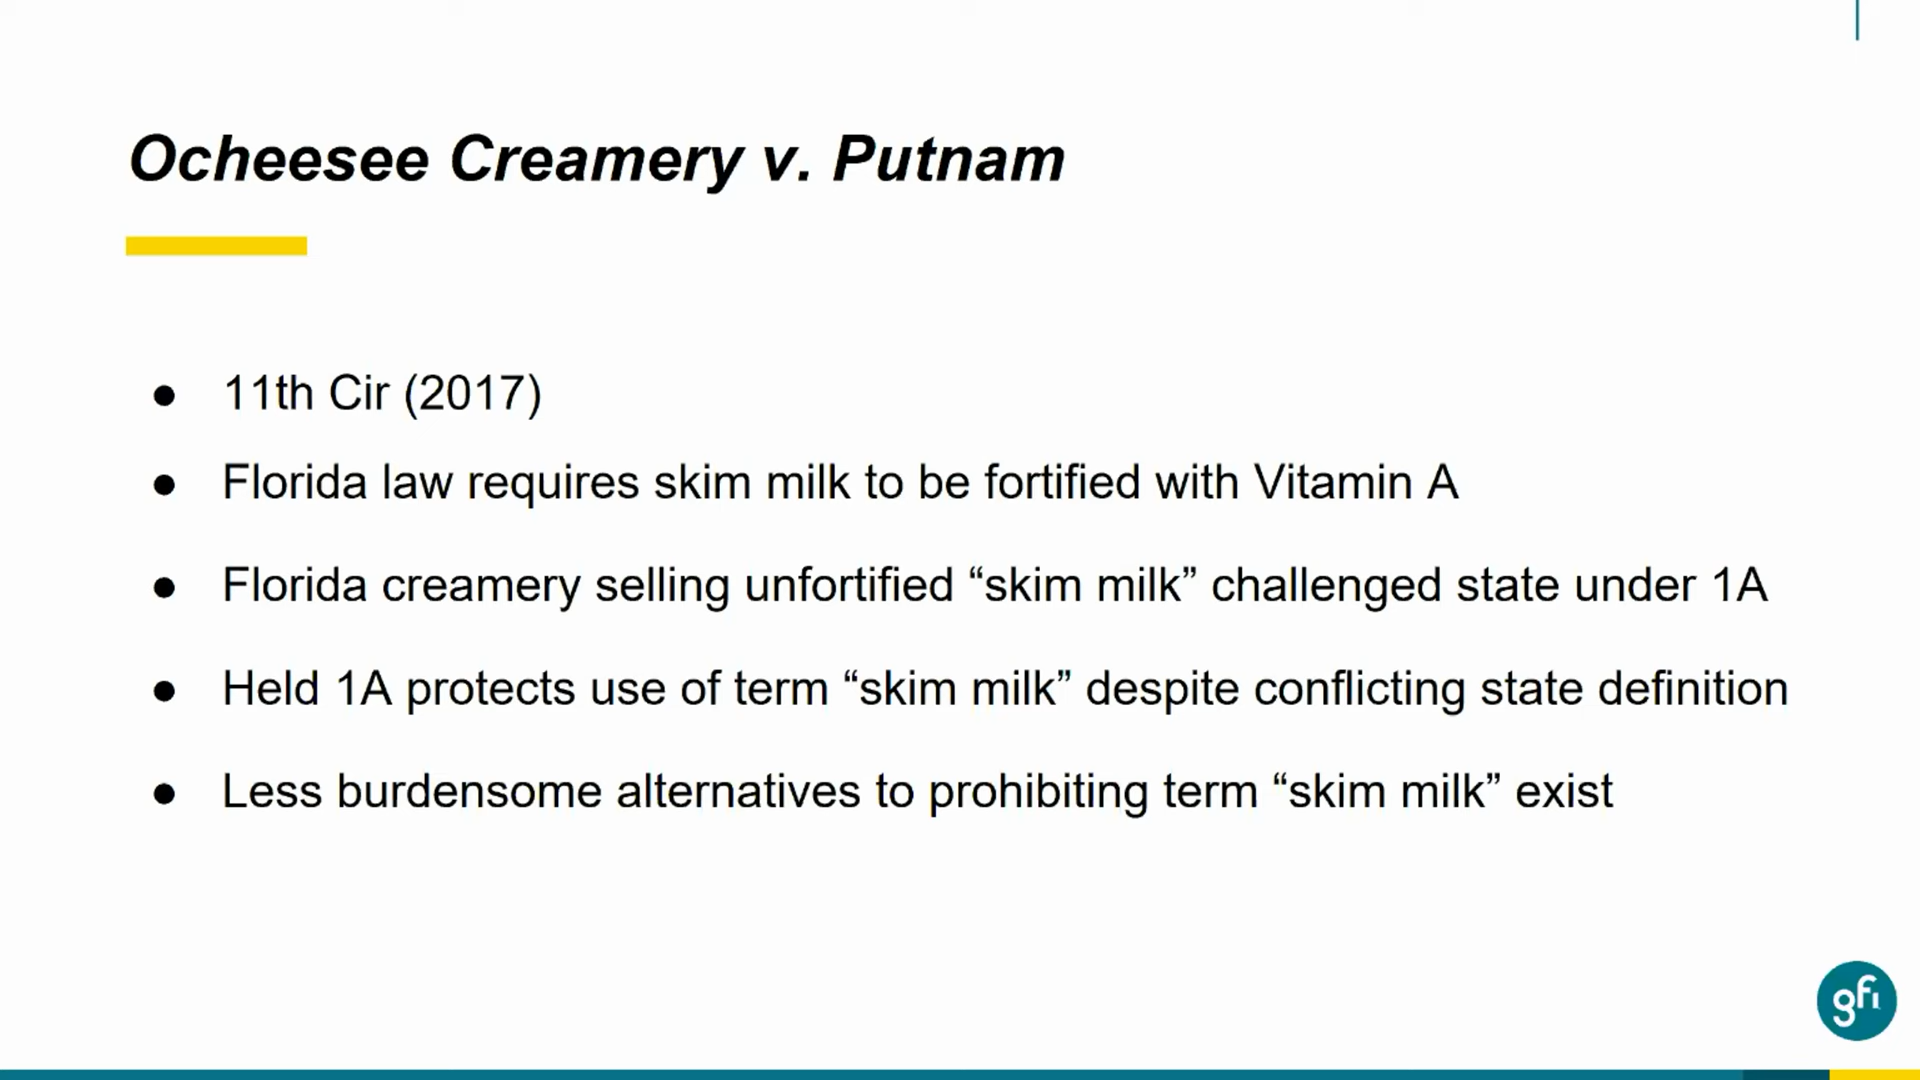 Ocheesee Creamery v. Putnam
● 11th Cir (2017)
● Florida law requires skim milk to be fortified with Vitamin A
● Florida creamery selling unfortified “skim milk” challenged state under 1A
● Held 1A protects use of term “skim milk” despite conflicting state definition
● Less burdensome alternatives to prohibiting term “skim milk” exist
gfi